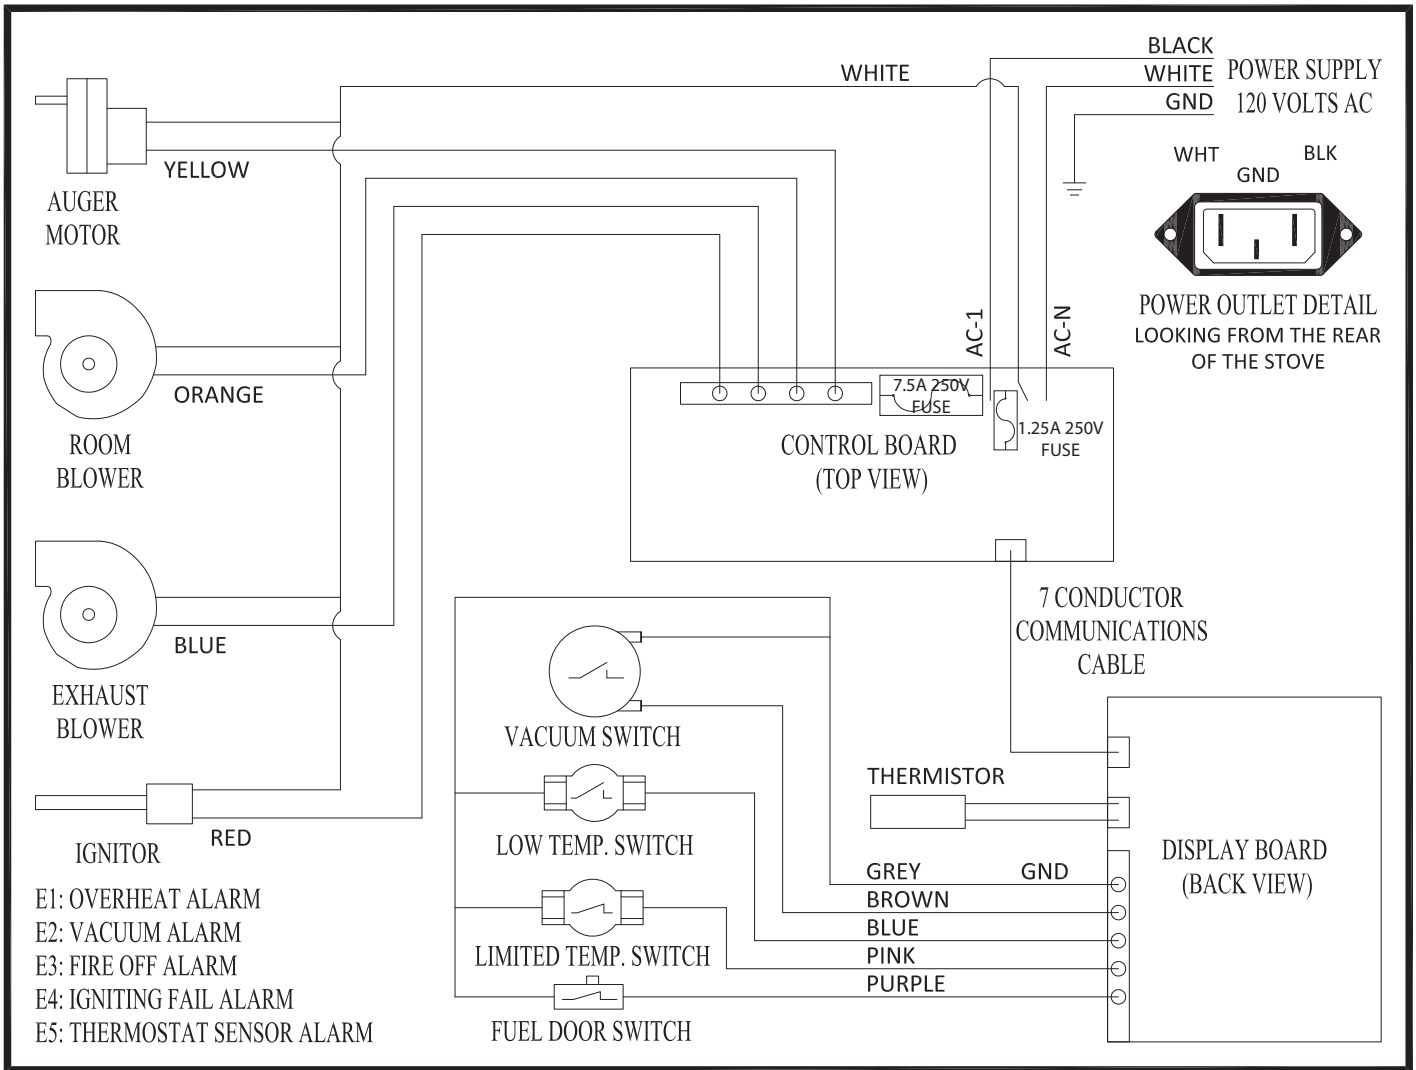 BLACK
WHITE
WHITE
POWER SUPPLY
120 VOLTS AC
GND
WHT
BLK
GND
YELLOW
AUGER
MOTOR
POWER OUTLET DETAIL
LOOKING FROM THE REAR
OF THE STOVE
AC-1
AC-N
ORANGE
7.5A 250V
FUSE
1.25A 250V
FUSE
CONTROL BOARD
(TOP VIEW)
ROOM
BLOWER
7 CONDUCTOR
COMMUNICATIONS
CABLE
BLUE
EXHAUST
BLOWER
VACUUM SWITCH
THERMISTOR
RED
IGNITOR
LOW TEMP. SWITCH
DISPLAY BOARD
(BACK VIEW)
GREY
GND
BROWN
BLUE
PINK
PURPLE
LIMITED TEMP. SWITCH
FUEL DOOR SWITCH
E1: OVERHEAT ALARM
E2: VACUUM ALARM
E3: FIRE OFF ALARM
E4: IGNITING FAIL ALARM
E5: THERMOSTAT SENSOR ALARM